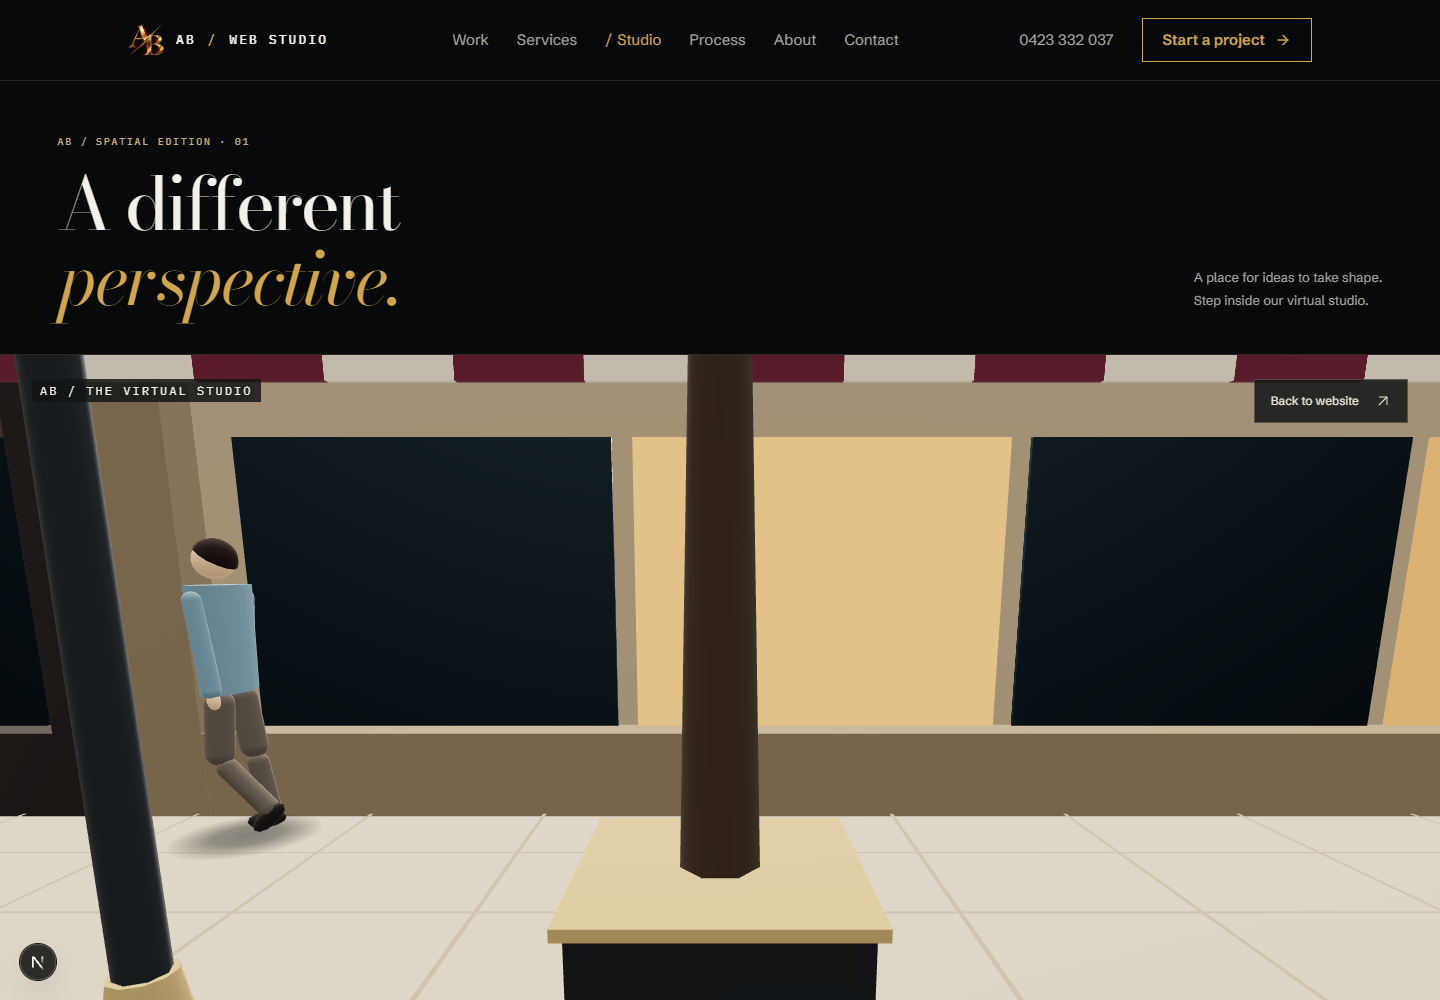 AB
AB / WEB STUDIO
Work
Services
/ Studio
Process
About
Contact
0423 332 037
Start a project →
AB / SPATIAL EDITION · 01
A different
perspective.
A place for ideas to take shape.
Step inside our virtual studio.
AB / THE VIRTUAL STUDIO
Back to website
N